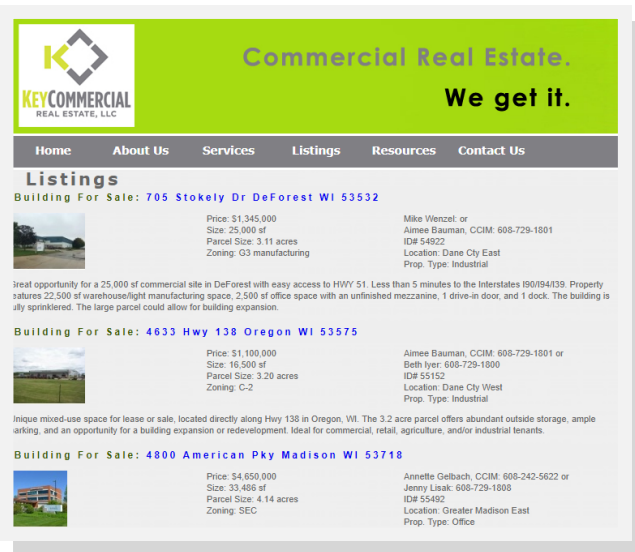 KEYCOMMERCIAL
REAL ESTATE, LLC
Commercial Real Estate.
We get it.
Home About Us Services Listings Resources Contact Us
Listings
Building For Sale: 705 Stokely Dr DeForest WI 53532
Price: $1,345,000
Size: 25,000 sf
Parcel Size: 3.11 acres
Zoning: G3 manufacturing
Mike Wenzel: or
Aimee Bauman, CCIM: 608-729-1801
ID# 54922
Location: Dane Cty East
Prop. Type: Industrial
Great opportunity for a 25,000 sf commercial site in DeForest with easy access to HWY 51. Less than 5 minutes to the Interstates I90/I94/I39. Property
eatures 22,500 sf warehouse/light manufacturing space, 2,500 sf office space with an unfinished mezzanine, 1 drive-in door, and 1 dock. The building is
ully sprinklered. The large parcel could allow for building expansion.
Building For Sale: 4633 Hwy 138 Oregon WI 53575
Price: $1,100,000
Size: 16,500 sf
Parcel Size: 3.20 acres
Zoning: C-2
Aimee Bauman, CCIM: 608-729-1801 or
Beth Iyer: 608-729-1800
ID# 55152
Location: Dane Cty West
Prop. Type: Industrial
Unique mixed-use space for lease or sale, located directly along Hwy 138 in Oregon, WI. The 3.2 acre parcel offers abundant outside storage, ample
arking, and an opportunity for a building expansion or redevelopment. Ideal for commercial, retail, agriculture, and/or industrial tenants.
Building For Sale: 4800 American Pky Madison WI 53718
Price: $4,650,000
Size: 33,486 sf
Parcel Size: 4.14 acres
Zoning: SEC
Annette Gelbach, CCIM: 608-242-5622 or
Jenny Lisak: 608-729-1808
ID# 55492
Location: Greater Madison East
Prop. Type: Office